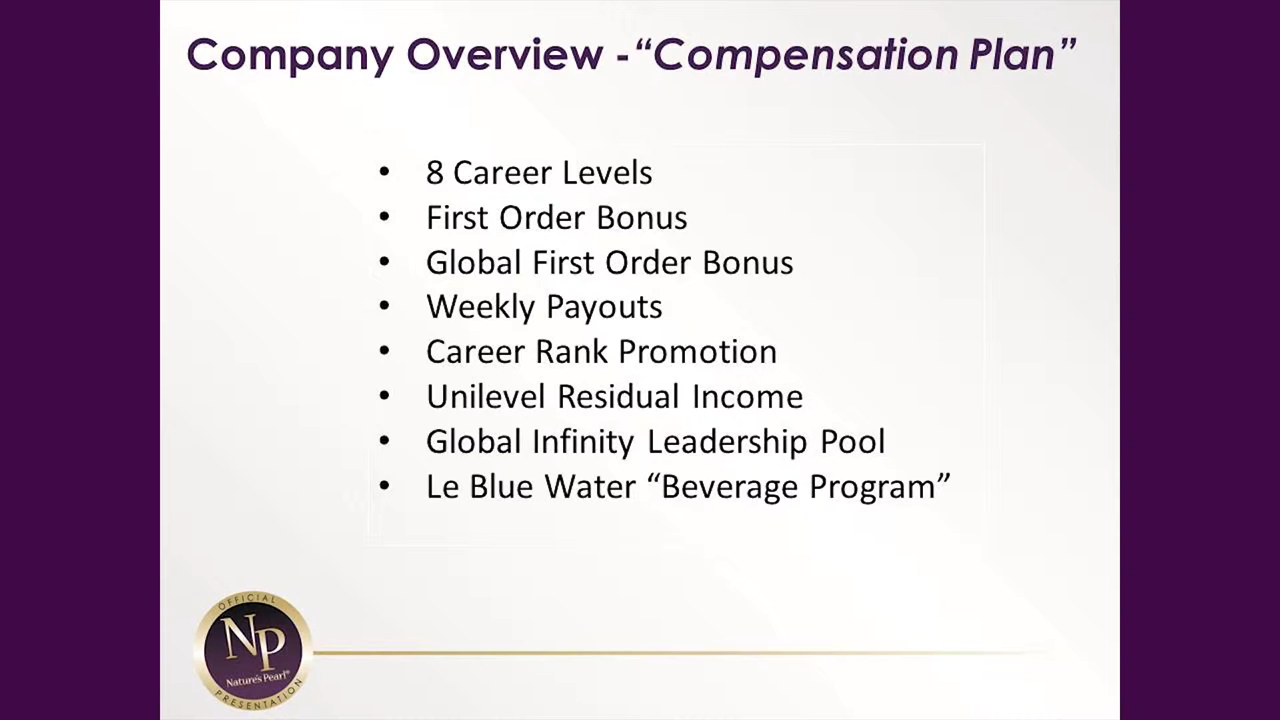 Company Overview -“Compensation Plan”
• 8 Career Levels
• First Order Bonus
• Global First Order Bonus
• Weekly Payouts
• Career Rank Promotion
• Unilevel Residual Income
• Global Infinity Leadership Pool
• Le Blue Water “Beverage Program”
OFFICIAL
NP
Nature's Pearl®
PRESENTATION